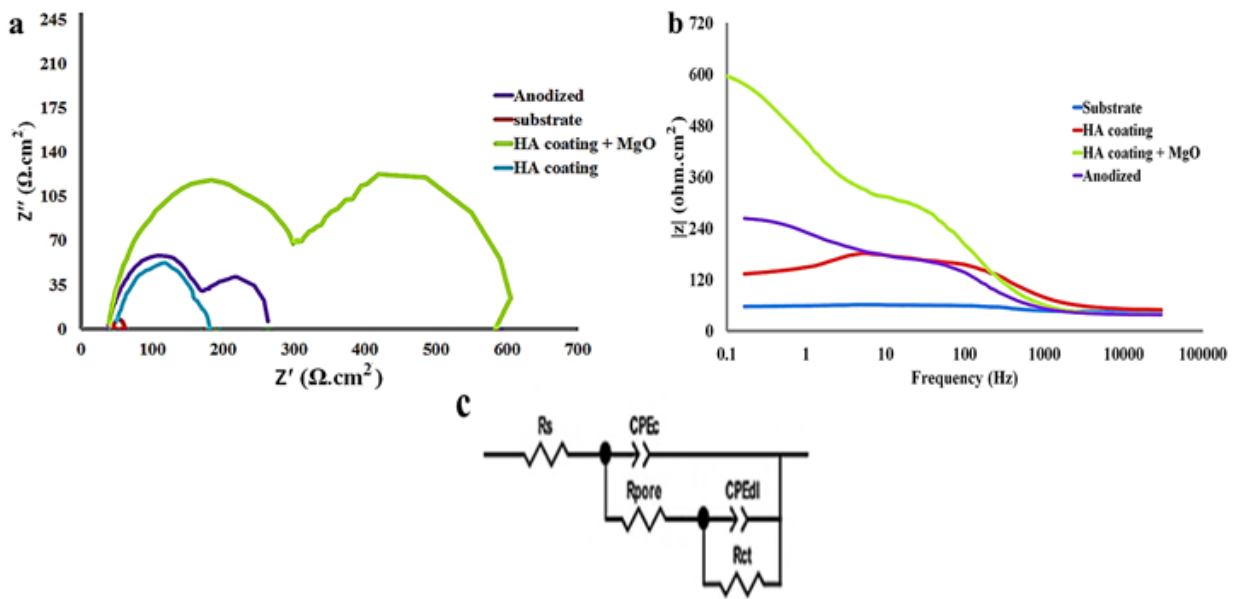 a
245
210
175
140
105
70
35
0
Z″ (Ω.cm²)
0 100 200 300 400 500 600 700
Z′ (Ω.cm²)
Anodized
substrate
HA coating + MgO
HA coating
b
720
600
480
360
240
120
0
|z| (ohm.cm²)
0.1 1 10 100 1000 10000 100000
Frequency (Hz)
Substrate
HA coating
HA coating + MgO
Anodized
c
Rs
CPEc
Rpore
CPEdl
Rct